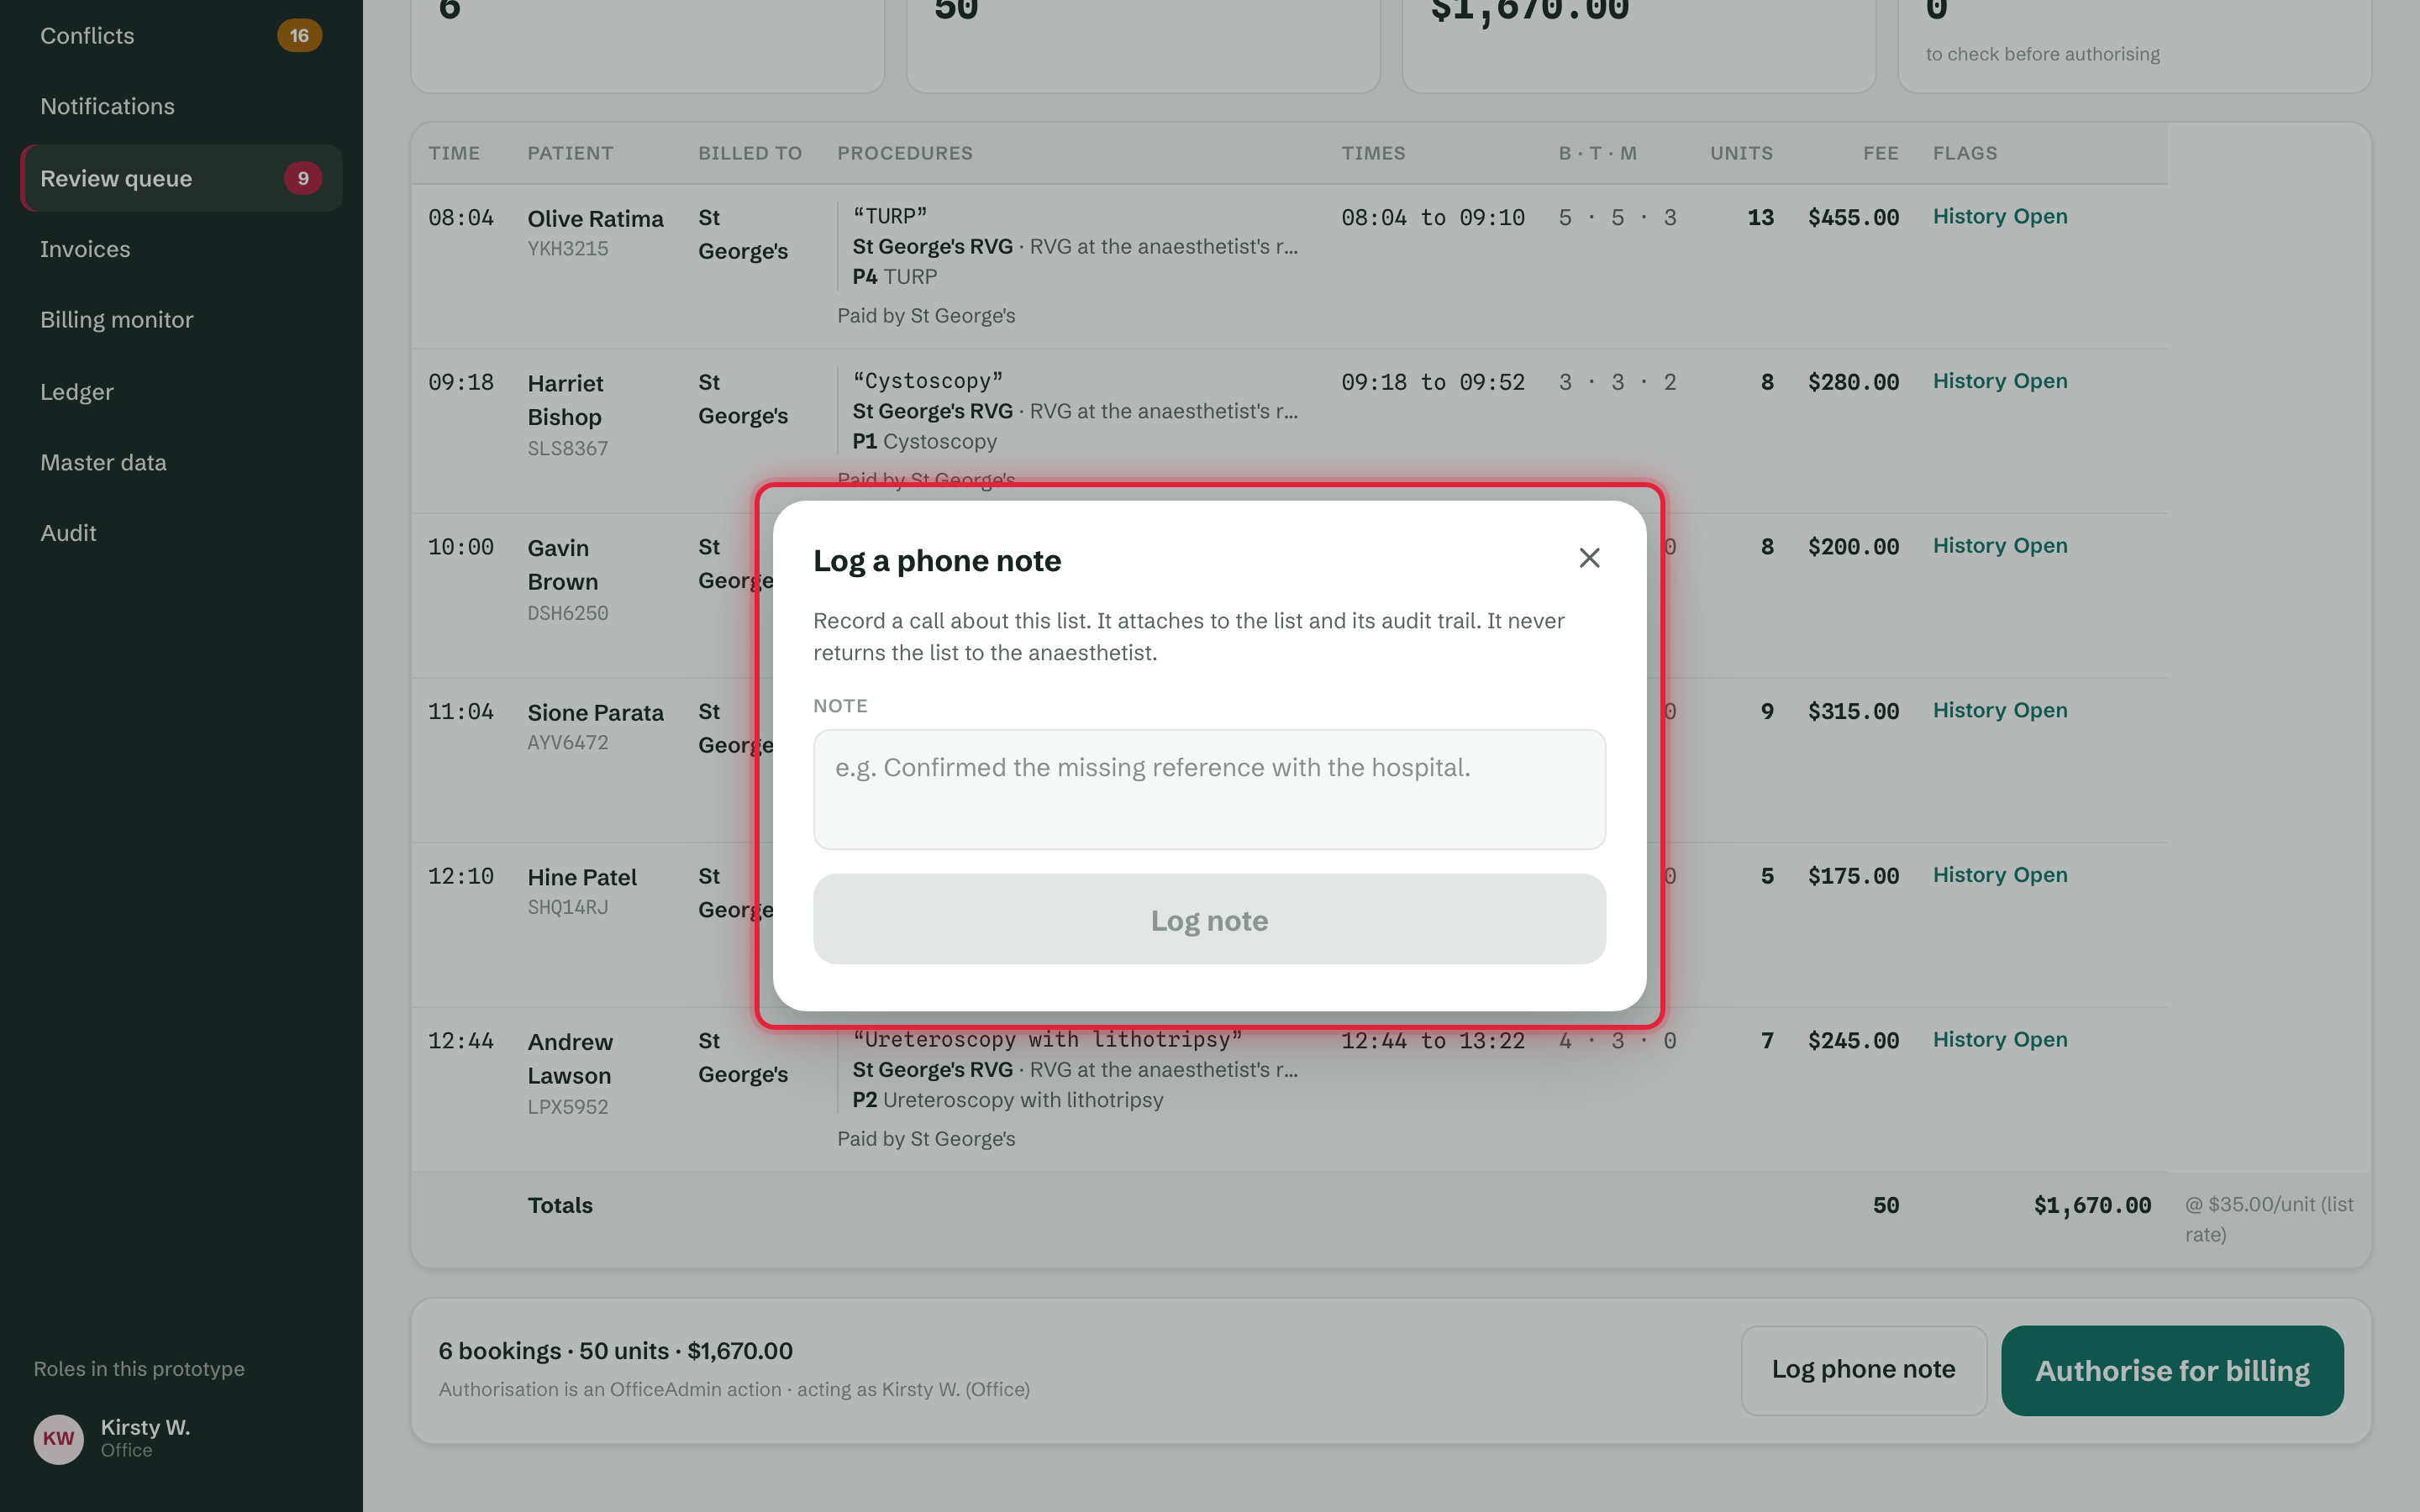 Conflicts 16
Notifications
Review queue 9
Invoices
Billing monitor
Ledger
Master data
Audit
Roles in this prototype
KW Kirsty W.
Office
6 50 $1,670.00 0
to check before authorising
TIME PATIENT BILLED TO PROCEDURES TIMES B · T · M UNITS FEE FLAGS
08:04 Olive Ratima St “TURP” 08:04 to 09:10 5 · 5 · 3 13 $455.00 History Open
YKH3215 George's St George's RVG · RVG at the anaesthetist's r...
P4 TURP
Paid by St George's
09:18 Harriet St “Cystoscopy” 09:18 to 09:52 3 · 3 · 2 8 $280.00 History Open
Bishop George's St George's RVG · RVG at the anaesthetist's r...
SLS8367 P1 Cystoscopy
Paid by St George's
10:00 Gavin St 0 8 $200.00 History Open
Brown George
DSH6250
11:04 Sione Parata St 0 9 $315.00 History Open
AYV6472 George
12:10 Hine Patel St 0 5 $175.00 History Open
SHQ14RJ George
12:44 Andrew St “Ureteroscopy with lithotripsy” 12:44 to 13:22 4 · 3 · 0 7 $245.00 History Open
Lawson George's St George's RVG · RVG at the anaesthetist's r...
LPX5952 P2 Ureteroscopy with lithotripsy
Paid by St George's
Totals 50 $1,670.00 @ $35.00/unit (list
rate)
Log a phone note
Record a call about this list. It attaches to the list and its audit trail. It never
returns the list to the anaesthetist.
NOTE
e.g. Confirmed the missing reference with the hospital.
Log note
6 bookings · 50 units · $1,670.00
Authorisation is an OfficeAdmin action · acting as Kirsty W. (Office)
Log phone note
Authorise for billing